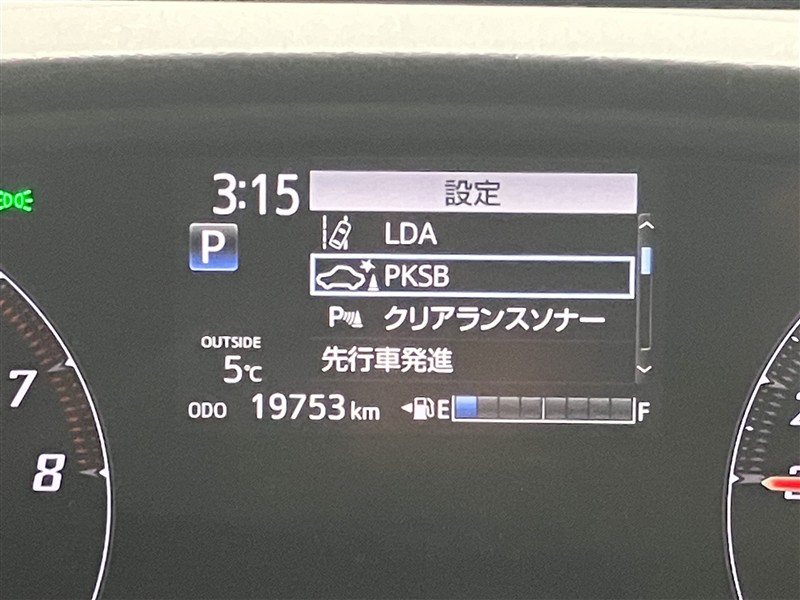 3:15 設定
LDA
P
PKSB
P クリアランスソナー
OUTSIDE
5℃
先行車発進
ODO 19753 km E F
7
8
2